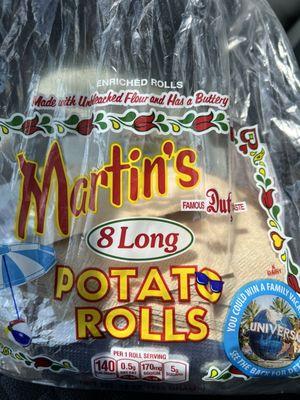 ENRICHED ROLLS
Made with Unbleached Flour and Has a Buttery
Martin's
FAMOUS
8 Long
POTATO
ROLLS
PER 1 ROLL SERVING
140
0.5g
170mg
5g
YOU COULD WIN A FAMILY
UNIVERS
SEE THE BACK FOR DET